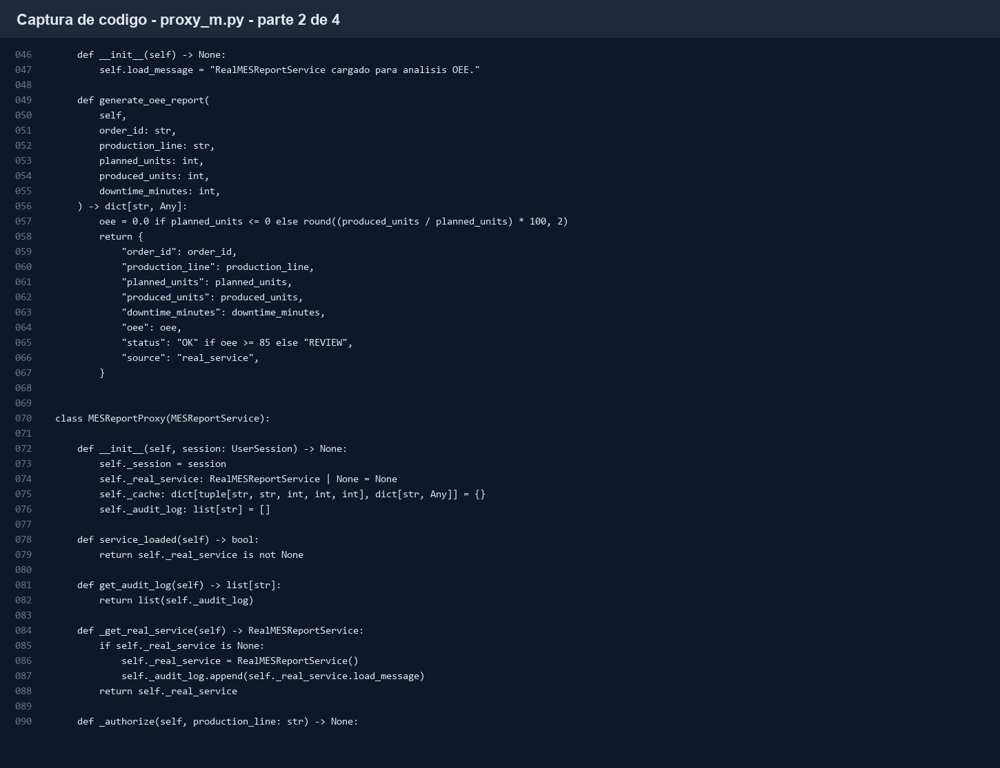 Captura de codigo - proxy_m.py - parte 2 de 4
046    def __init__(self) -> None:
047        self.load_message = "RealMESReportService cargado para analisis OEE."
048
049    def generate_oee_report(
050        self,
051        order_id: str,
052        production_line: str,
053        planned_units: int,
054        produced_units: int,
055        downtime_minutes: int,
056    ) -> dict[str, Any]:
057        oee = 0.0 if planned_units <= 0 else round((produced_units / planned_units) * 100, 2)
058        return {
059            "order_id": order_id,
060            "production_line": production_line,
061            "planned_units": planned_units,
062            "produced_units": produced_units,
063            "downtime_minutes": downtime_minutes,
064            "oee": oee,
065            "status": "OK" if oee >= 85 else "REVIEW",
066            "source": "real_service",
067        }
068
069
070class MESReportProxy(MESReportService):
071
072    def __init__(self, session: UserSession) -> None:
073        self._session = session
074        self._real_service: RealMESReportService | None = None
075        self._cache: dict[tuple[str, str, int, int, int], dict[str, Any]] = {}
076        self._audit_log: list[str] = []
077
078    def service_loaded(self) -> bool:
079        return self._real_service is not None
080
081    def get_audit_log(self) -> list[str]:
082        return list(self._audit_log)
083
084    def _get_real_service(self) -> RealMESReportService:
085        if self._real_service is None:
086            self._real_service = RealMESReportService()
087            self._audit_log.append(self._real_service.load_message)
088        return self._real_service
089
090    def _authorize(self, production_line: str) -> None: